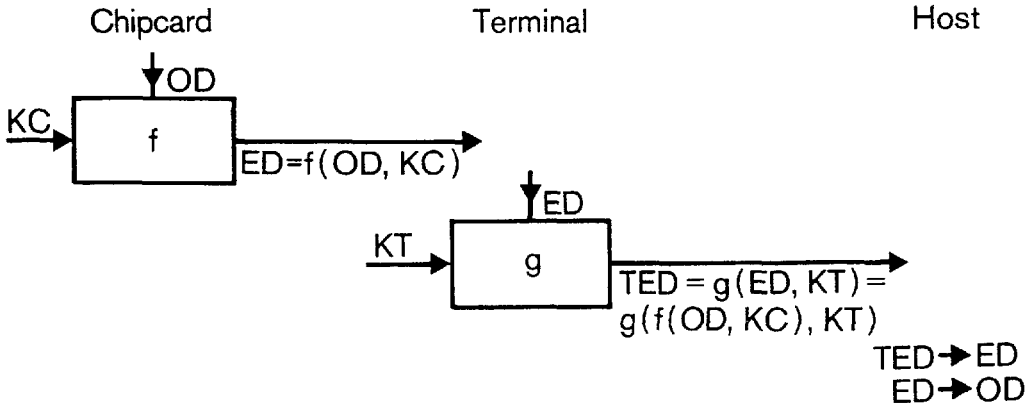 Chipcard Terminal Host
OD
KC
f
ED=f(OD, KC)
ED
KT
g
TED = g(ED, KT) =
g(f(OD, KC), KT)
TED→ED
ED→OD